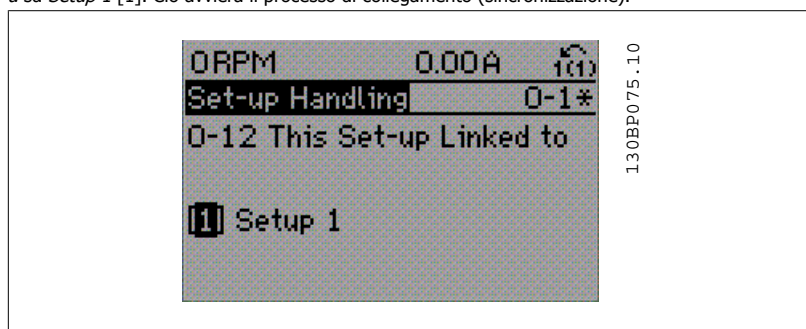 a su Setup 1 [1]. Ciò avvierà il processo di collegamento (sincronizzazione).
0RPM 0.00A 1(1)
Set-up Handling 0-1*
0-12 This Set-up Linked to
[1] Setup 1
130BP075.10